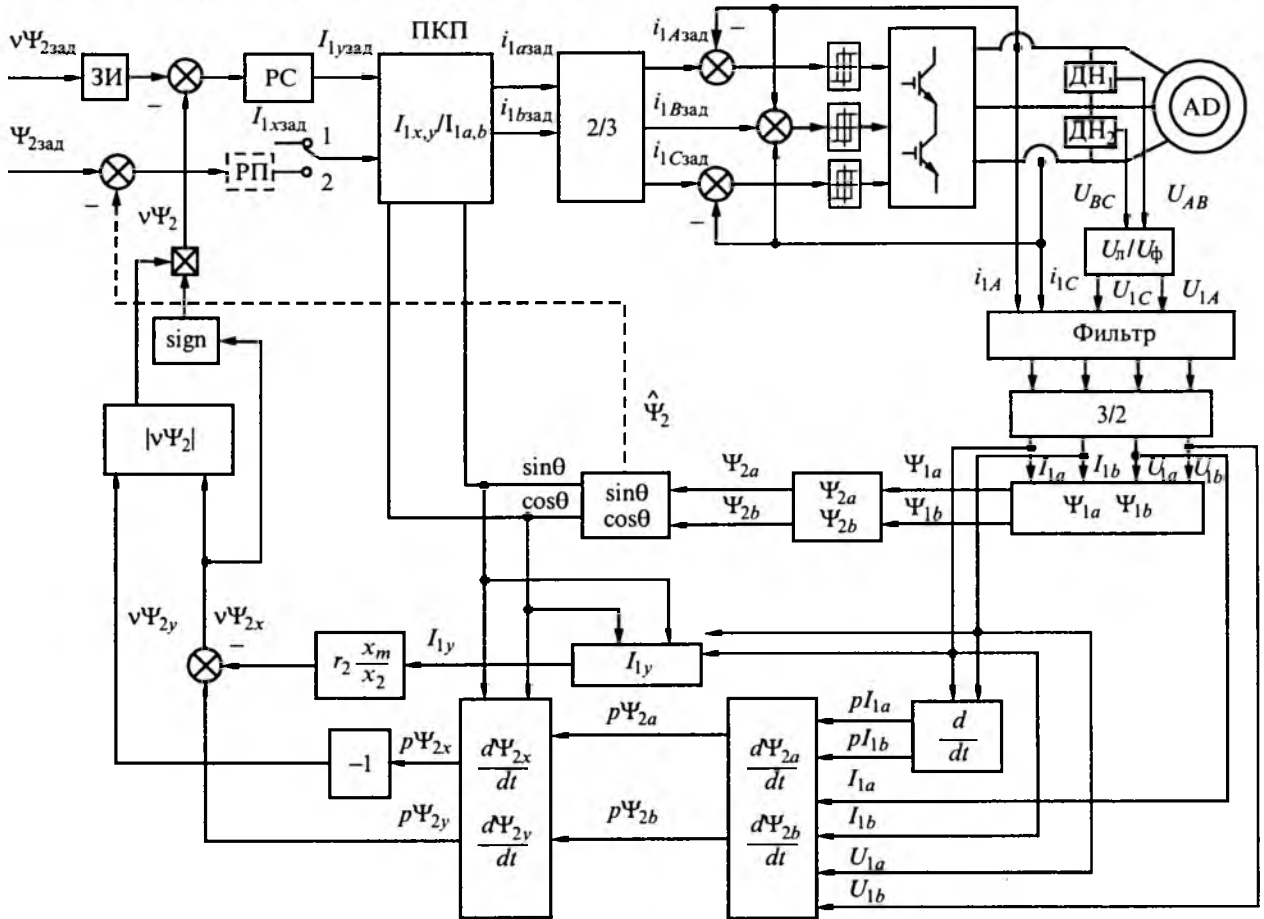 ПКП
νΨ2зад
ЗИ
−
РС
I1yзад
I1xзад
1
2
Ψ2зад
−
РП
νΨ2
I1x,y/I1a,b
i1aзад
i1bзад
2/3
i1Aзад
−
i1Bзад
i1Cзад
−
ДН1
ДН2
AD
UBC
UAB
Uл/Uф
i1A
i1C
U1C
U1A
Фильтр
3/2
I1a
I1b
U1a
U1b
Ψ1a Ψ1b
Ψ1a
Ψ1b
Ψ2a
Ψ2b
Ψ2a
Ψ2b
sinθ
cosθ
sinθ
cosθ
Ψ̂2
sign
|νΨ2|
νΨ2y
νΨ2x
−
r2 xm/x2
I1y
I1y
d/dt
pI1a
pI1b
I1a
I1b
U1a
U1b
dΨ2a/dt
dΨ2b/dt
pΨ2a
pΨ2b
dΨ2x/dt
dΨ2y/dt
pΨ2x
−1
pΨ2y